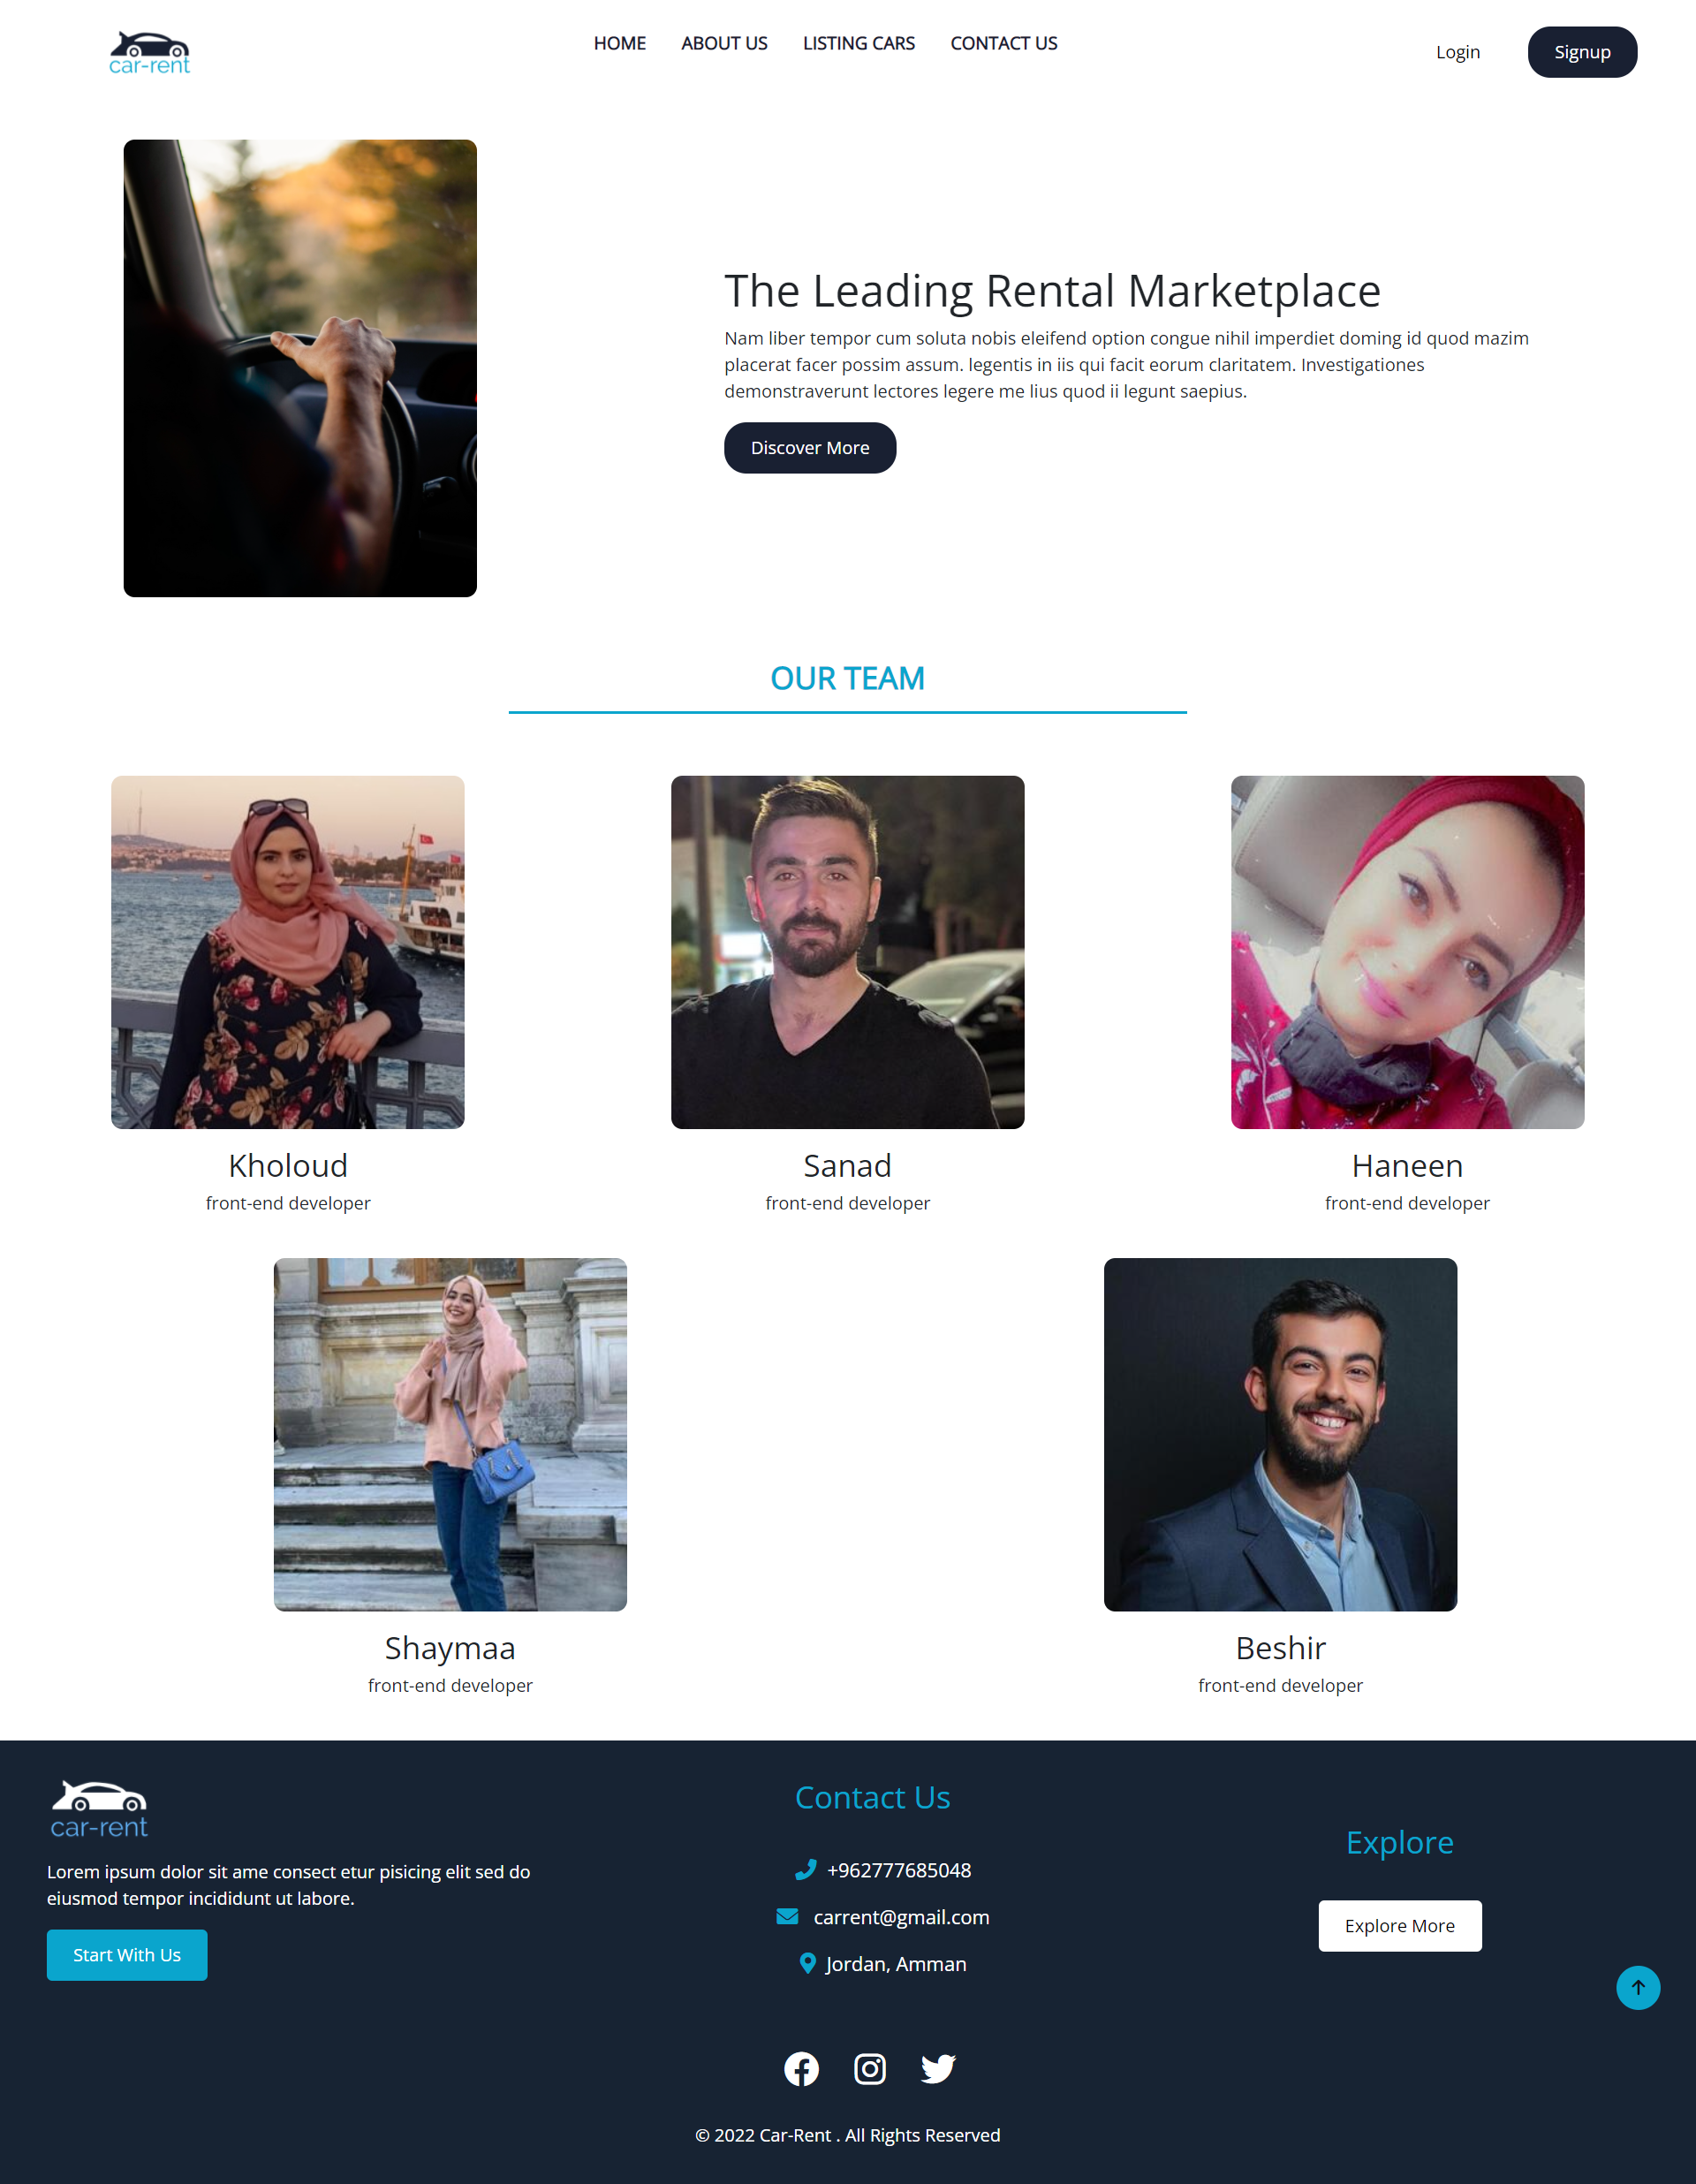 car-rent
HOME ABOUT US LISTING CARS CONTACT US
Login
Signup
The Leading Rental Marketplace
Nam liber tempor cum soluta nobis eleifend option congue nihil imperdiet doming id quod mazim
placerat facer possim assum. legentis in iis qui facit eorum claritatem. Investigationes
demonstraverunt lectores legere me lius quod ii legunt saepius.
Discover More
OUR TEAM
Kholoud
front-end developer
Sanad
front-end developer
Haneen
front-end developer
Shaymaa
front-end developer
Beshir
front-end developer
car-rent
Lorem ipsum dolor sit ame consect etur pisicing elit sed do
eiusmod tempor incididunt ut labore.
Start With Us
Contact Us
+962777685048
carrent@gmail.com
Jordan, Amman
Explore
Explore More
© 2022 Car-Rent . All Rights Reserved